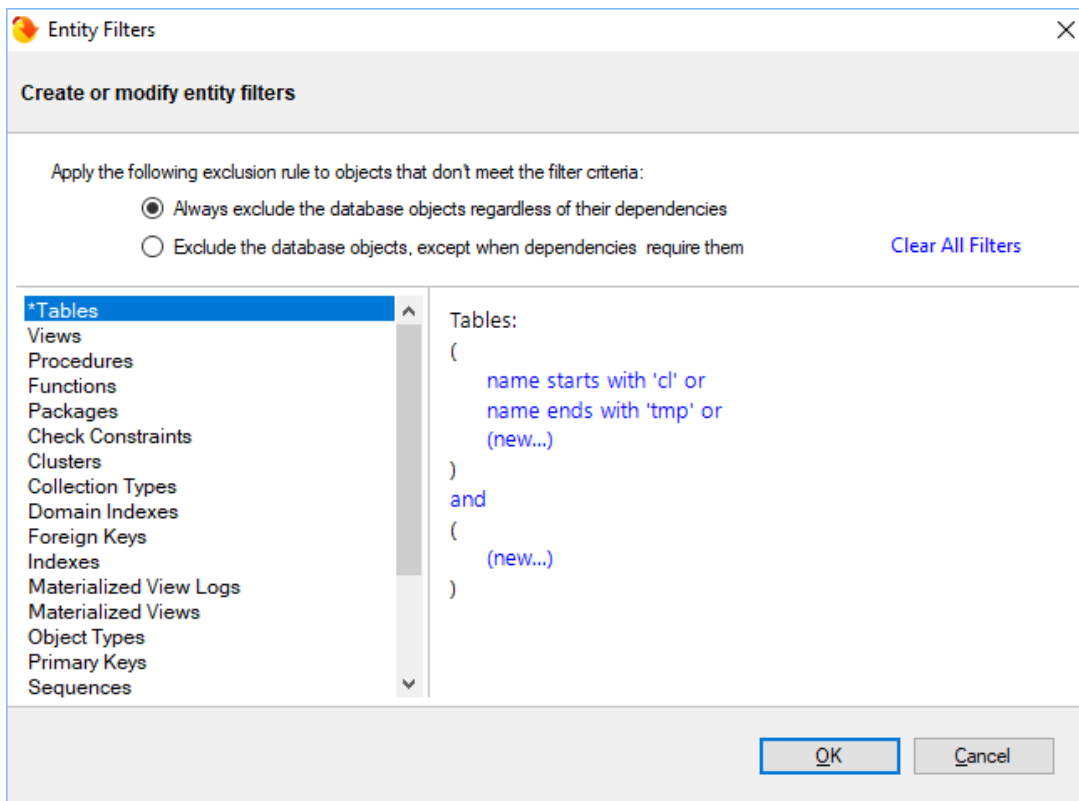 Entity Filters
Create or modify entity filters
Apply the following exclusion rule to objects that don't meet the filter criteria:
Always exclude the database objects regardless of their dependencies
Exclude the database objects, except when dependencies require them
Clear All Filters
*Tables
Views
Procedures
Functions
Packages
Check Constraints
Clusters
Collection Types
Domain Indexes
Foreign Keys
Indexes
Materialized View Logs
Materialized Views
Object Types
Primary Keys
Sequences
Tables:
(
name starts with 'cl' or
name ends with 'tmp' or
(new...)
)
and
(
(new...)
)
OK
Cancel